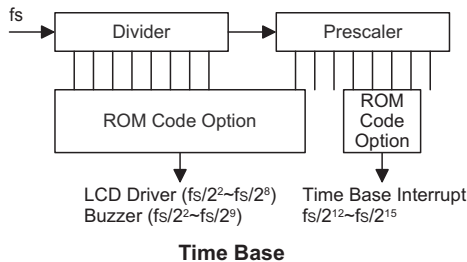 fs
Divider
Prescaler
ROM Code Option
ROM
Code
Option
LCD Driver (fs/2²~fs/2⁸)
Buzzer (fs/2²~fs/2⁹)
Time Base Interrupt
fs/2¹²~fs/2¹⁵
Time Base